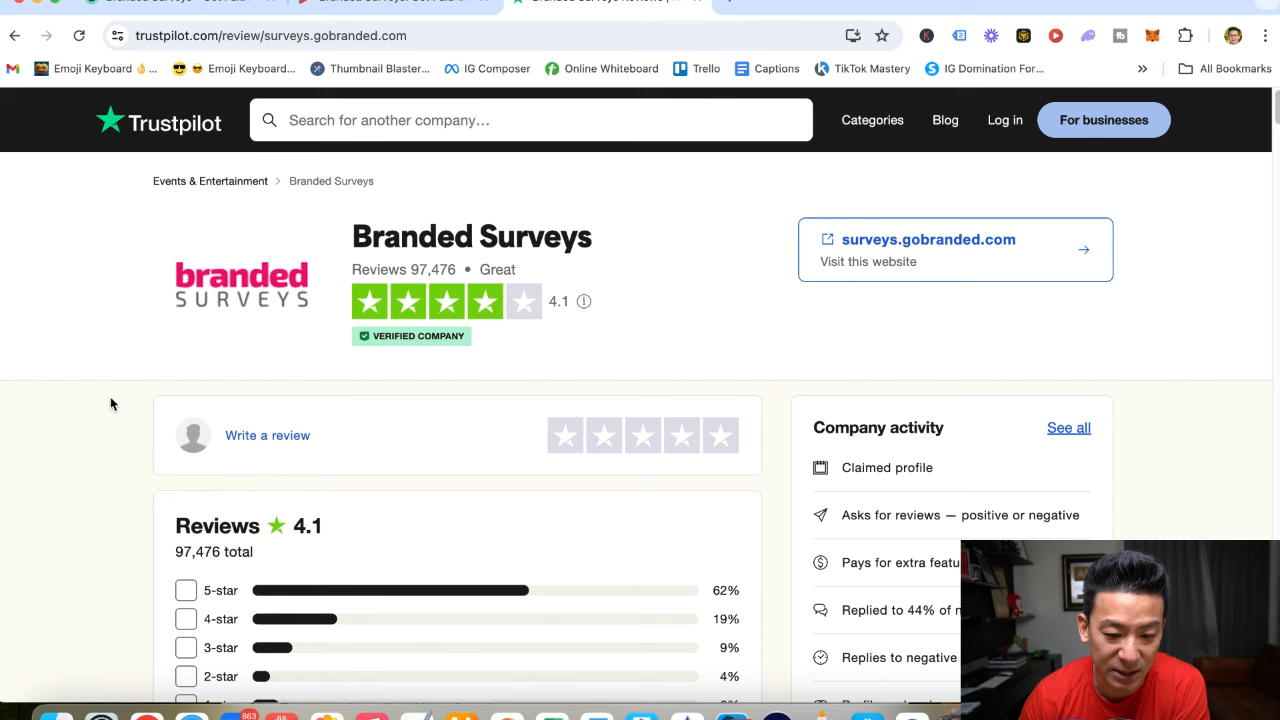 trustpilot.com/review/surveys.gobranded.com
Emoji Keyboard 👌 ...
Emoji Keyboard...
Thumbnail Blaster...
IG Composer
Online Whiteboard
Trello
Captions
TikTok Mastery
IG Domination For...
All Bookmarks
Trustpilot
Search for another company...
Categories
Blog
Log in
For businesses
Events & Entertainment > Branded Surveys
branded
SURVEYS
Branded Surveys
Reviews 97,476 • Great
4.1
VERIFIED COMPANY
surveys.gobranded.com
Visit this website
Write a review
Reviews ★ 4.1
97,476 total
5-star 62%
4-star 19%
3-star 9%
2-star 4%
Company activity
See all
Claimed profile
Asks for reviews — positive or negative
Pays for extra featu
Replied to 44% of n
Replies to negative
863
JUL